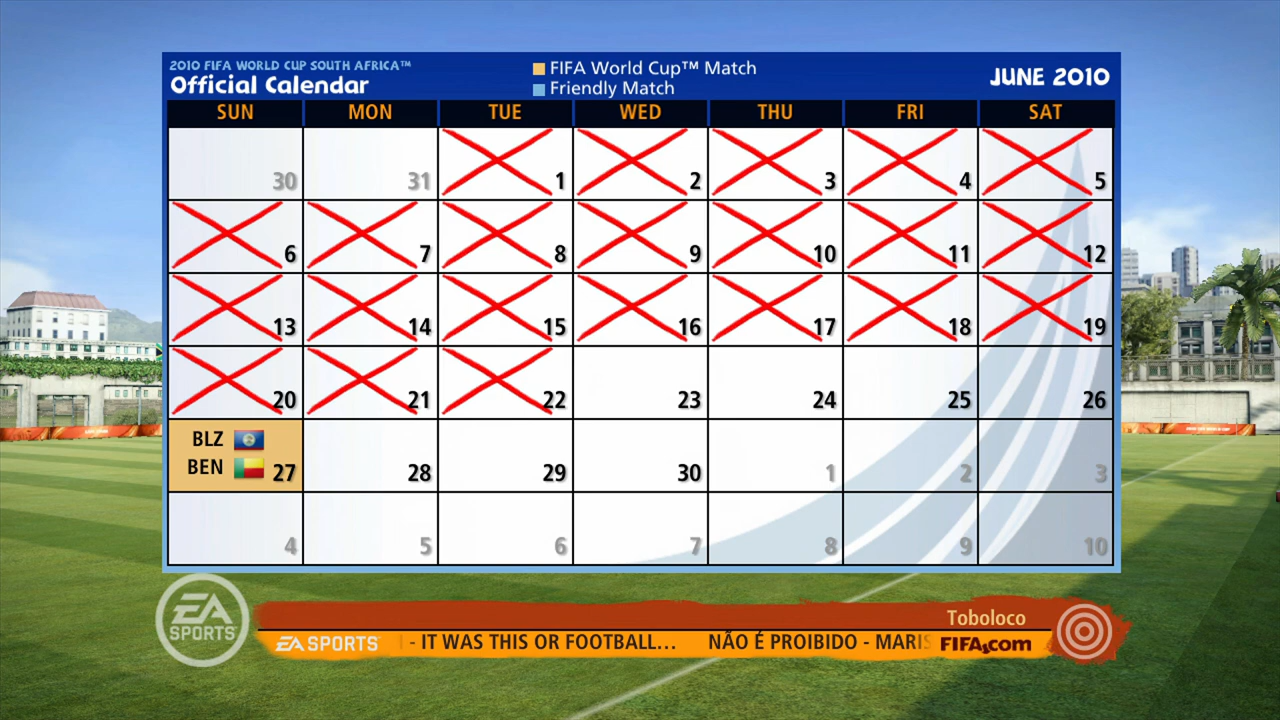 2010 FIFA WORLD CUP SOUTH AFRICA™
Official Calendar
FIFA World Cup™ Match
Friendly Match
JUNE 2010
SUN MON TUE WED THU FRI SAT
30 31 1 2 3 4 5
6 7 8 9 10 11 12
13 14 15 16 17 18 19
20 21 22 23 24 25 26
BLZ
BEN 27 28 29 30 1 2 3
4 5 6 7 8 9 10
EA SPORTS™
Toboloco
EA SPORTS™ - IT WAS THIS OR FOOTBALL... NÃO É PROIBIDO - MARIS FIFA.com